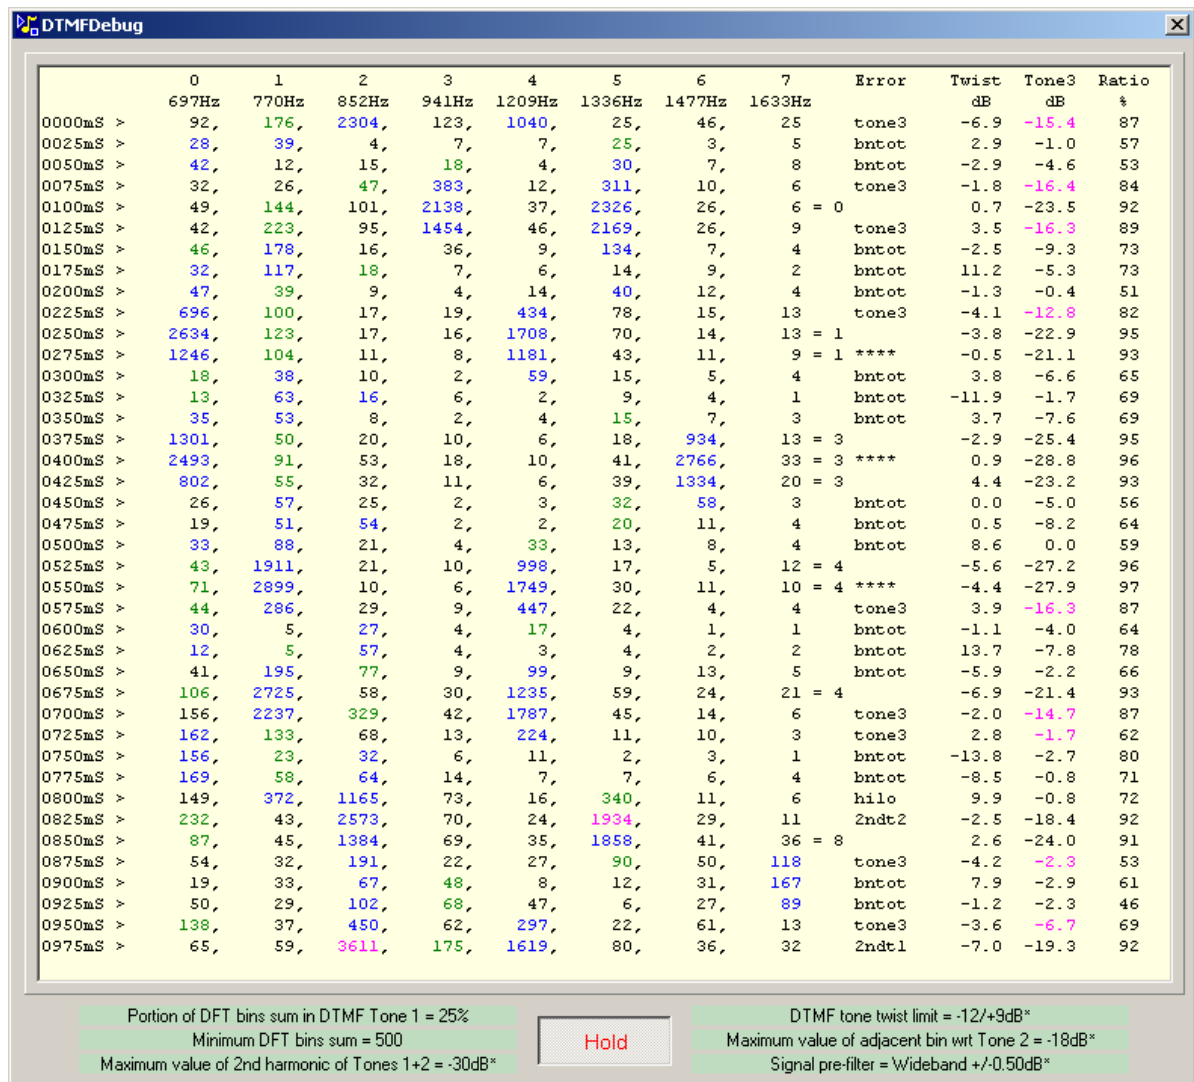 DTMFDebug
0 1 2 3 4 5 6 7 Error Twist Tone3 Ratio
697Hz 770Hz 852Hz 941Hz 1209Hz 1336Hz 1477Hz 1633Hz dB dB %
0000mS > 92, 176, 2304, 123, 1040, 25, 46, 25 tone3 -6.9 -15.4 87
0025mS > 28, 39, 4, 7, 7, 25, 3, 5 bntot 2.9 -1.0 57
0050mS > 42, 12, 15, 18, 4, 30, 7, 8 bntot -2.9 -4.6 53
0075mS > 32, 26, 47, 383, 12, 311, 10, 6 tone3 -1.8 -16.4 84
0100mS > 49, 144, 101, 2138, 37, 2326, 26, 6 = 0 0.7 -23.5 92
0125mS > 42, 223, 95, 1454, 46, 2169, 26, 9 tone3 3.5 -16.3 89
0150mS > 46, 178, 16, 36, 9, 134, 7, 4 bntot -2.5 -9.3 73
0175mS > 32, 117, 18, 7, 6, 14, 9, 2 bntot 11.2 -5.3 73
0200mS > 47, 39, 9, 4, 14, 40, 12, 4 bntot -1.3 -0.4 51
0225mS > 696, 100, 17, 19, 434, 78, 15, 13 tone3 -4.1 -12.8 82
0250mS > 2634, 123, 17, 16, 1708, 70, 14, 13 = 1 -3.8 -22.9 95
0275mS > 1246, 104, 11, 8, 1181, 43, 11, 9 = 1 **** -0.5 -21.1 93
0300mS > 18, 38, 10, 2, 59, 15, 5, 4 bntot 3.8 -6.6 65
0325mS > 13, 63, 16, 6, 2, 9, 4, 1 bntot -11.9 -1.7 69
0350mS > 35, 53, 8, 2, 4, 15, 7, 3 bntot 3.7 -7.6 69
0375mS > 1301, 50, 20, 10, 6, 18, 934, 13 = 3 -2.9 -25.4 95
0400mS > 2493, 91, 53, 18, 10, 41, 2766, 33 = 3 **** 0.9 -28.8 96
0425mS > 802, 55, 32, 11, 6, 39, 1334, 20 = 3 4.4 -23.2 93
0450mS > 26, 57, 25, 2, 3, 32, 58, 3 bntot 0.0 -5.0 56
0475mS > 19, 51, 54, 2, 2, 20, 11, 4 bntot 0.5 -8.2 64
0500mS > 33, 88, 21, 4, 33, 13, 8, 4 bntot 8.6 0.0 59
0525mS > 43, 1911, 21, 10, 998, 17, 5, 12 = 4 -5.6 -27.2 96
0550mS > 71, 2899, 10, 6, 1749, 30, 11, 10 = 4 **** -4.4 -27.9 97
0575mS > 44, 286, 29, 9, 447, 22, 4, 4 tone3 3.9 -16.3 87
0600mS > 30, 5, 27, 4, 17, 4, 1, 1 bntot -1.1 -4.0 64
0625mS > 12, 5, 57, 4, 3, 4, 2, 2 bntot 13.7 -7.8 78
0650mS > 41, 195, 77, 9, 99, 9, 13, 5 bntot -5.9 -2.2 66
0675mS > 106, 2725, 58, 30, 1235, 59, 24, 21 = 4 -6.9 -21.4 93
0700mS > 156, 2237, 329, 42, 1787, 45, 14, 6 tone3 -2.0 -14.7 87
0725mS > 162, 133, 68, 13, 224, 11, 10, 3 tone3 2.8 -1.7 62
0750mS > 156, 23, 32, 6, 11, 2, 3, 1 bntot -13.8 -2.7 80
0775mS > 169, 58, 64, 14, 7, 7, 6, 4 bntot -8.5 -0.8 71
0800mS > 149, 372, 1165, 73, 16, 340, 11, 6 hilo 9.9 -0.8 72
0825mS > 232, 43, 2573, 70, 24, 1934, 29, 11 2ndt2 -2.5 -18.4 92
0850mS > 87, 45, 1384, 69, 35, 1858, 41, 36 = 8 2.6 -24.0 91
0875mS > 54, 32, 191, 22, 27, 90, 50, 118 tone3 -4.2 -2.3 53
0900mS > 19, 33, 67, 48, 8, 12, 31, 167 bntot 7.9 -2.9 61
0925mS > 50, 29, 102, 68, 47, 6, 27, 89 bntot -1.2 -2.3 46
0950mS > 138, 37, 450, 62, 297, 22, 61, 13 tone3 -3.6 -6.7 69
0975mS > 65, 59, 3611, 175, 1619, 80, 36, 32 2ndt1 -7.0 -19.3 92
Portion of DFT bins sum in DTMF Tone 1 = 25%
Minimum DFT bins sum = 500
Maximum value of 2nd harmonic of Tones 1+2 = -30dB*
Hold
DTMF tone twist limit = -12/+9dB*
Maximum value of adjacent bin wrt Tone 2 = -18dB*
Signal pre-filter = Wideband +/-0.50dB*